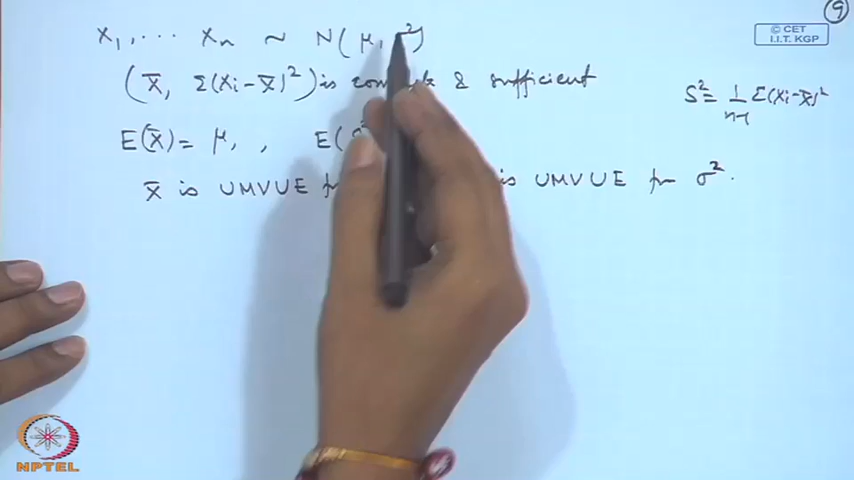 9
© CET
I.I.T. KGP
X₁, ... Xₙ ~ N(μ, σ²)
(X̄, Σ(Xi-X̄)²) is & sufficient
S² = 1/(n-1) Σ(Xi-X̄)²
E(X̄) = μ, , E(
X̄ is UMVUE is UMVUE for σ².
NPTEL